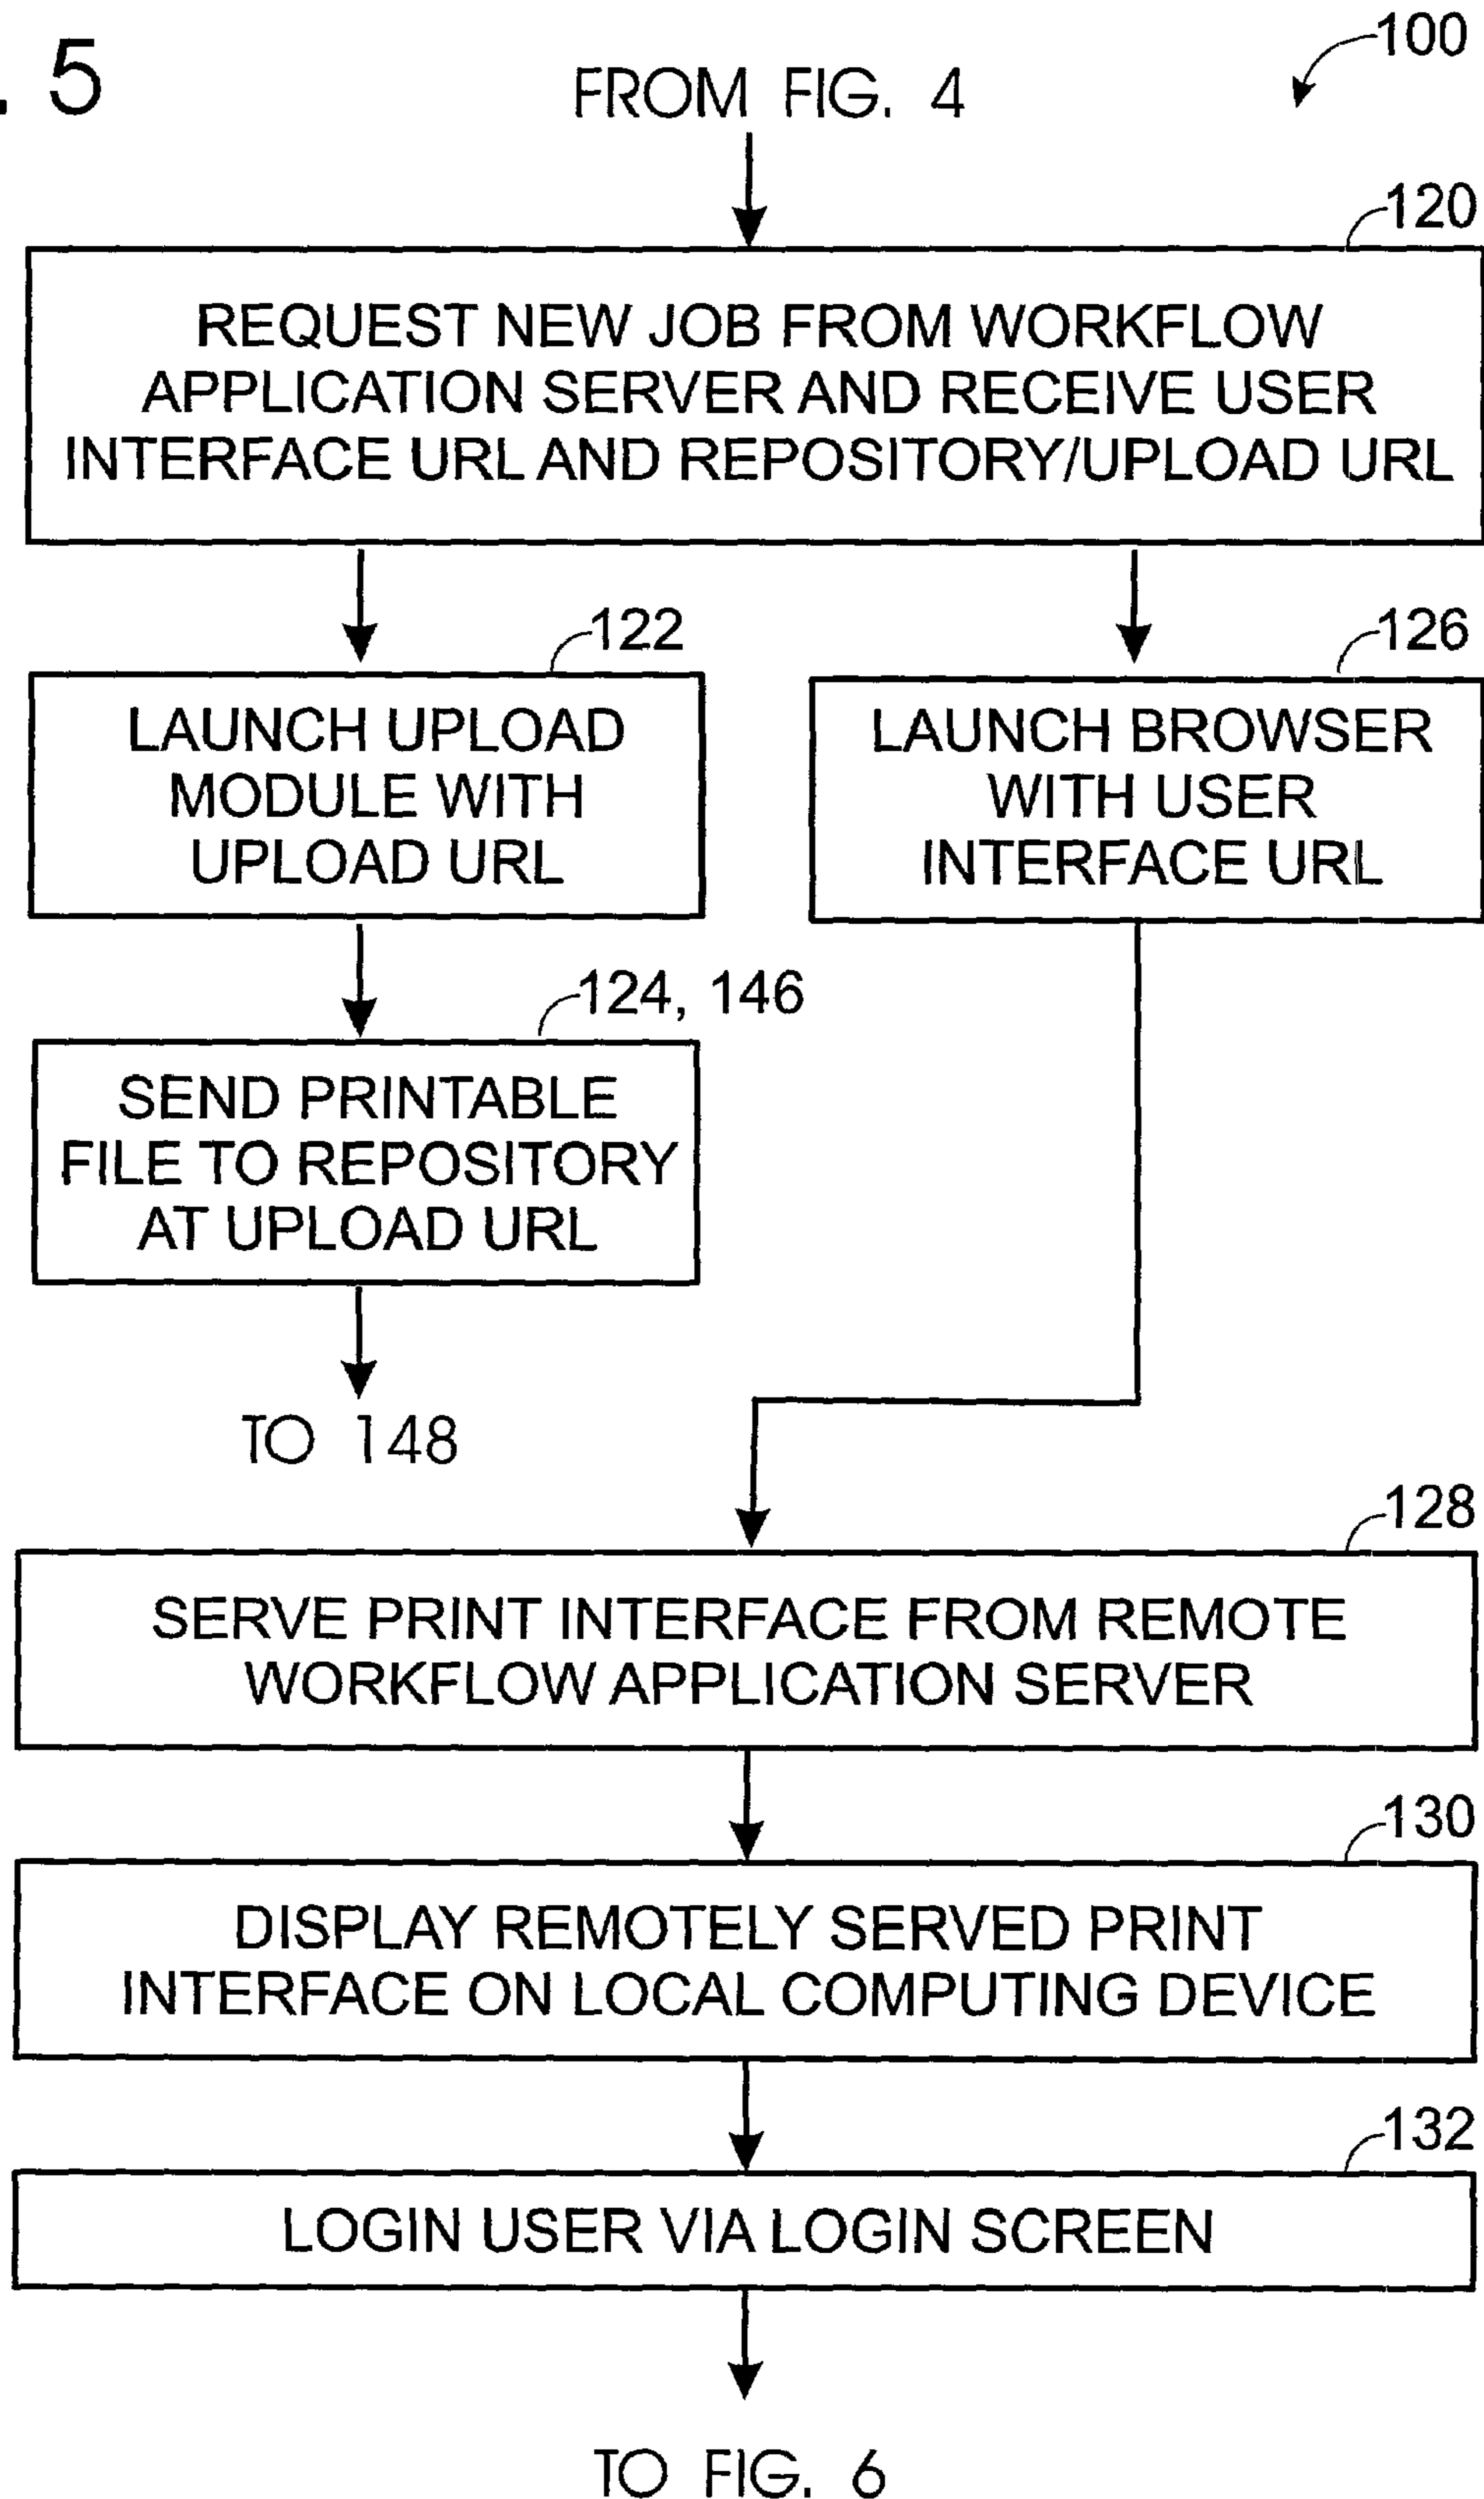 . 5
FROM FIG. 4
100
120
REQUEST NEW JOB FROM WORKFLOW
APPLICATION SERVER AND RECEIVE USER
INTERFACE URL AND REPOSITORY/UPLOAD URL
122
LAUNCH UPLOAD
MODULE WITH
UPLOAD URL
126
LAUNCH BROWSER
WITH USER
INTERFACE URL
124, 146
SEND PRINTABLE
FILE TO REPOSITORY
AT UPLOAD URL
TO 148
128
SERVE PRINT INTERFACE FROM REMOTE
WORKFLOW APPLICATION SERVER
130
DISPLAY REMOTELY SERVED PRINT
INTERFACE ON LOCAL COMPUTING DEVICE
132
LOGIN USER VIA LOGIN SCREEN
TO FIG. 6